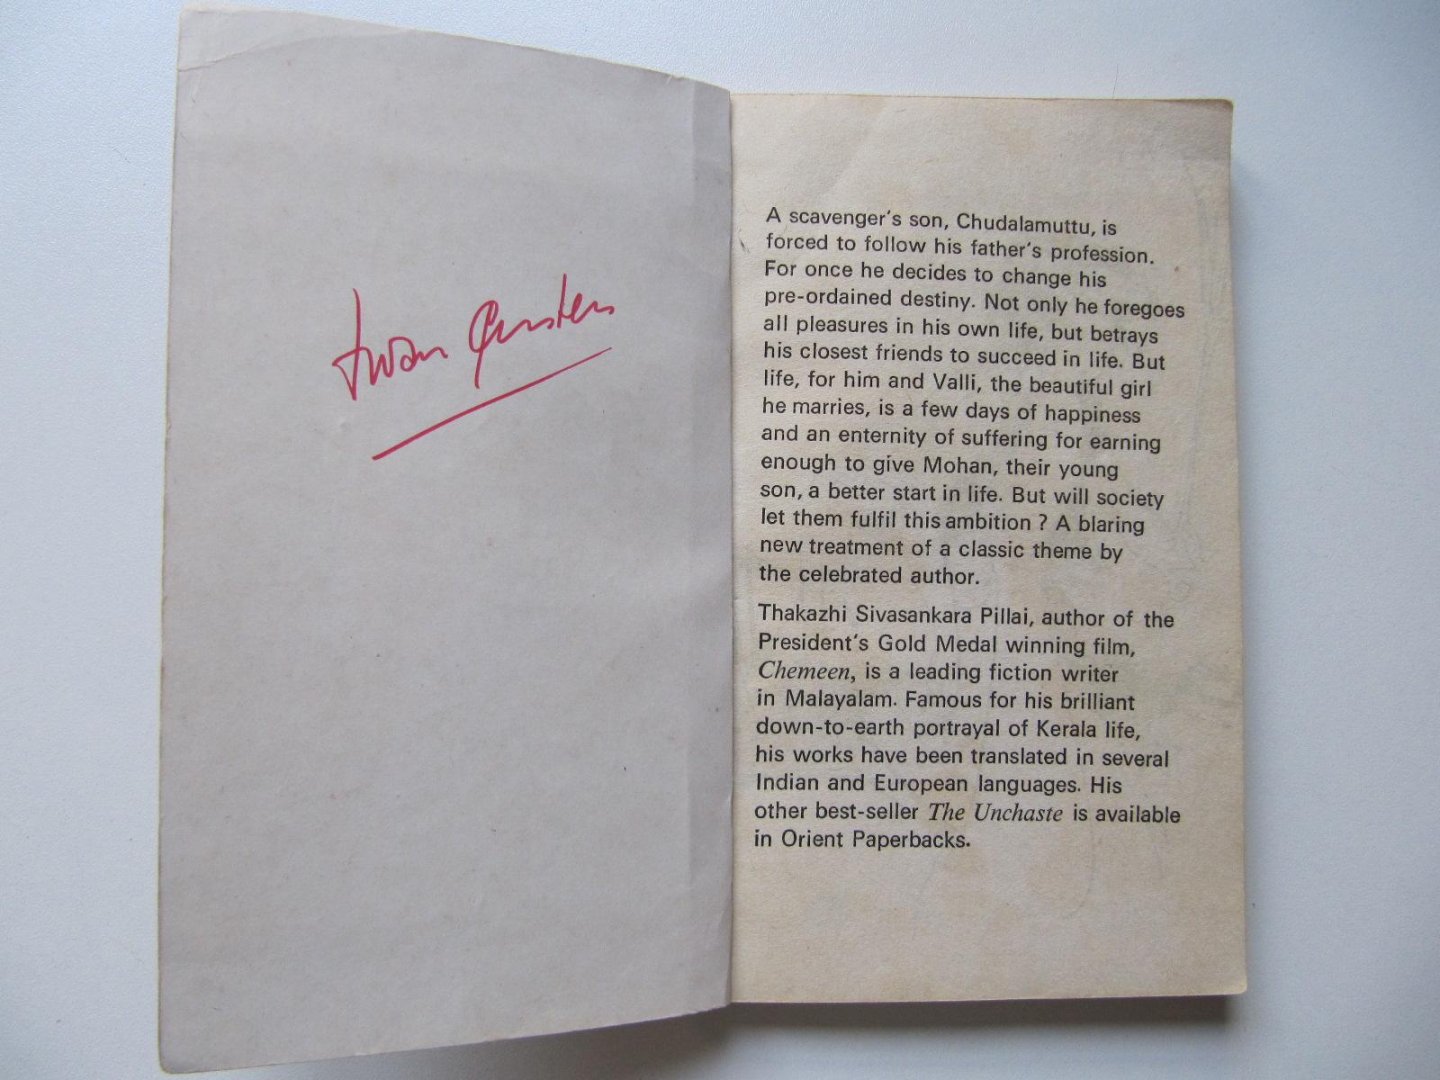 A scavenger's son, Chudalamuttu, is
forced to follow his father's profession.
For once he decides to change his
pre-ordained destiny. Not only he foregoes
all pleasures in his own life, but betrays
his closest friends to succeed in life. But
life, for him and Valli, the beautiful girl
he marries, is a few days of happiness
and an enternity of suffering for earning
enough to give Mohan, their young
son, a better start in life. But will society
let them fulfil this ambition ? A blaring
new treatment of a classic theme by
the celebrated author.
Thakazhi Sivasankara Pillai, author of the
President's Gold Medal winning film,
Chemeen, is a leading fiction writer
in Malayalam. Famous for his brilliant
down-to-earth portrayal of Kerala life,
his works have been translated in several
Indian and European languages. His
other best-seller The Unchaste is available
in Orient Paperbacks.